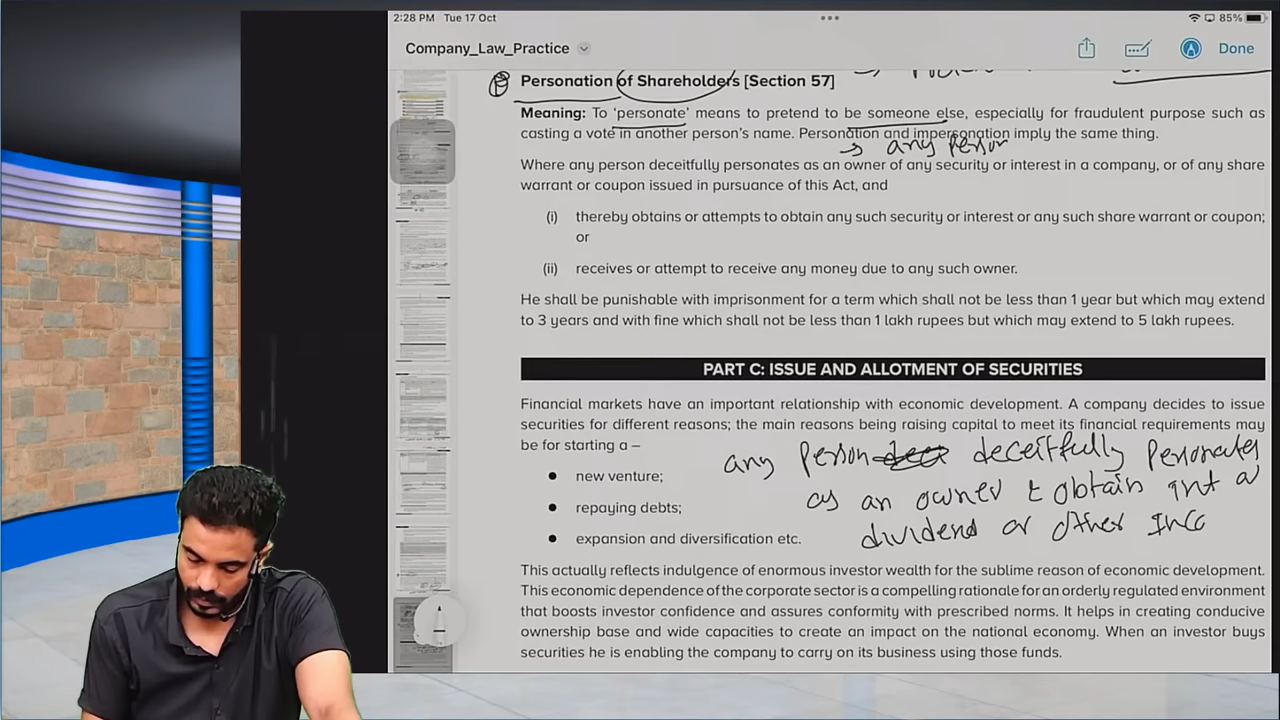 2:28 PM Tue 17 Oct
85%
Company_Law_Practice
Done
Personation of Shareholders [Section 57]
Meaning: To ‘personate’ means to pretend to be someone else, especially for fraudulent purpose such as
casting a vote in another person’s name. Personation and impersonation imply the same thing.
→ any person
Where any person deceitfully personates as an owner of any security or interest in a company, or of any share
warrant or coupon issued in pursuance of this Act, and
(i) thereby obtains or attempts to obtain any such security or interest or any such share warrant or coupon;
or
(ii) receives or attempt to receive any money due to any such owner.
He shall be punishable with imprisonment for a term which shall not be less than 1 year but which may extend
to 3 years and with fine which shall not be less than 1 lakh rupees but which may extend to 5 lakh rupees.
PART C: ISSUE AND ALLOTMENT OF SECURITIES
Financial markets have an important relationship with economic development. A company decides to issue
securities for different reasons; the main reasons being raising capital to meet its financial requirements may
be for starting a –
any person deceitfully personates
• new venture;
as an owner & obtain int or
• repaying debts;
dividend or other Inco
• expansion and diversification etc.
This actually reflects indulgence of enormous investor wealth for the sublime reason of economic development.
This economic dependence of the corporate sector is a compelling rationale for an orderly regulated environment
that boosts investor confidence and assures conformity with prescribed norms. It helps in creating conducive
ownership base and wide capacities to create an impact on the national economy. When an investor buys
securities he is enabling the company to carry on its business using those funds.